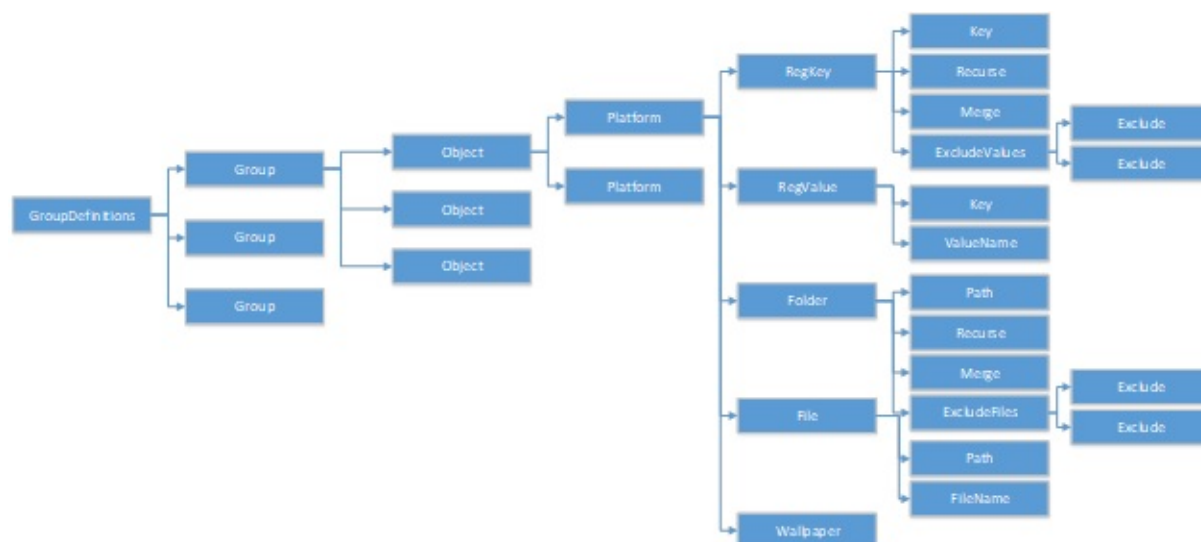 GroupDefinitions
Group
Group
Group
Object
Object
Object
Platform
Platform
RegKey
Key
Recurse
Merge
ExcludeValues
Exclude
Exclude
RegValue
Key
ValueName
Folder
Path
Recurse
Merge
ExcludeFiles
Exclude
Exclude
File
Path
FileName
Wallpaper